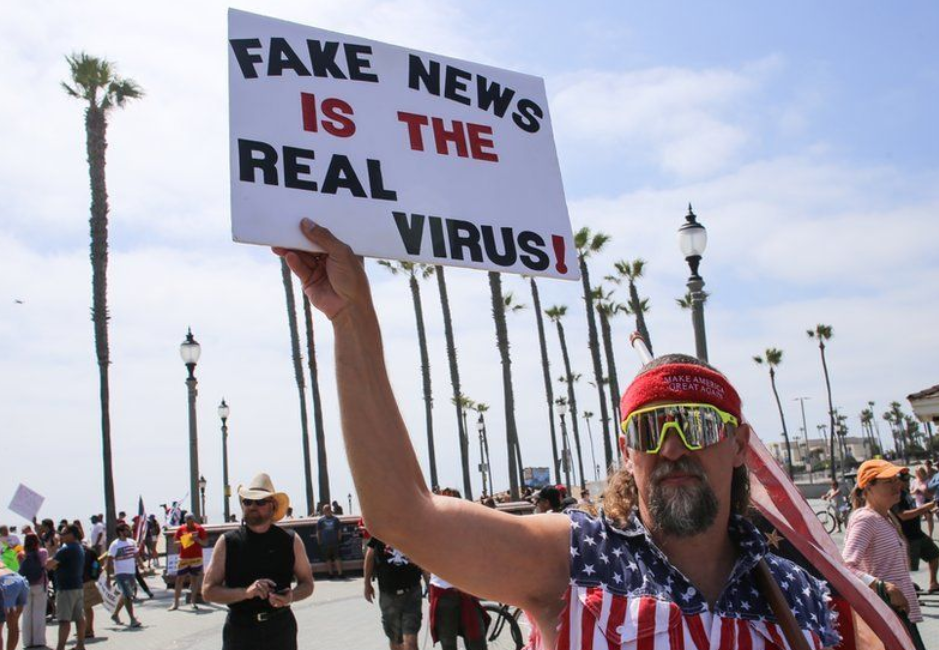 FAKE NEWS
IS THE
REAL
VIRUS!
MAKE AMERICA
GREAT AGAIN